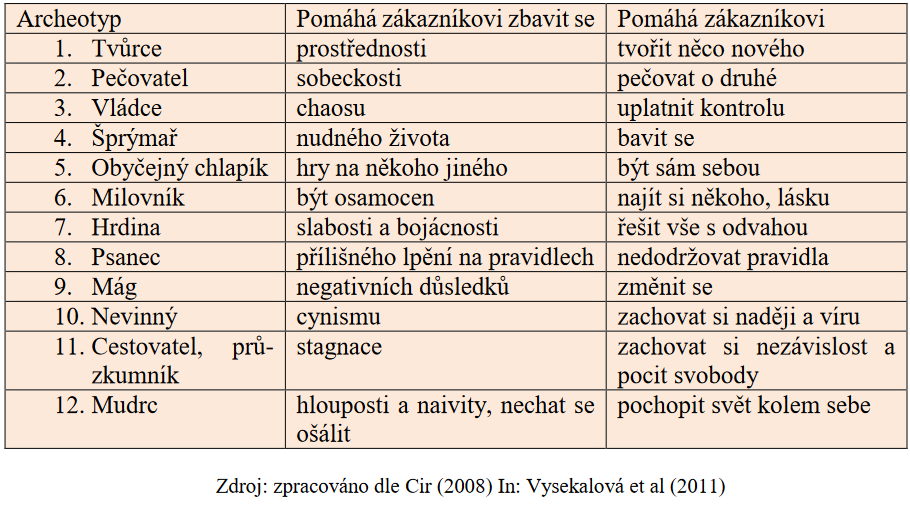 Archeotyp Pomáhá zákazníkovi zbavit se Pomáhá zákazníkovi
1. Tvůrce prostřednosti tvořit něco nového
2. Pečovatel sobeckosti pečovat o druhé
3. Vládce chaosu uplatnit kontrolu
4. Šprýmař nudného života bavit se
5. Obyčejný chlapík hry na někoho jiného být sám sebou
6. Milovník být osamocen najít si někoho, lásku
7. Hrdina slabosti a bojácnosti řešit vše s odvahou
8. Psanec přílišného lpění na pravidlech nedodržovat pravidla
9. Mág negativních důsledků změnit se
10. Nevinný cynismu zachovat si naději a víru
11. Cestovatel, prů- stagnace zachovat si nezávislost a
zkumník pocit svobody
12. Mudrc hlouposti a naivity, nechat se pochopit svět kolem sebe
ošálit
Zdroj: zpracováno dle Cir (2008) In: Vysekalová et al (2011)